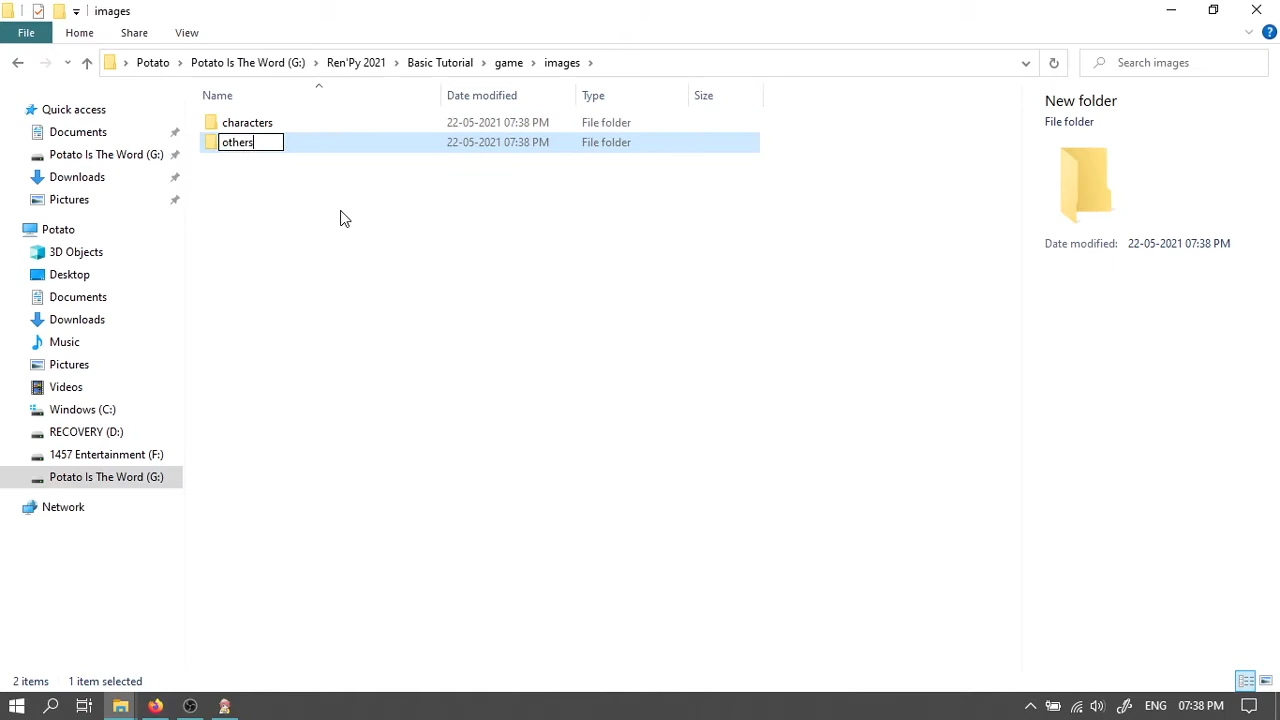 images
File
Home
Share
View
Potato
Potato Is The Word (G:)
Ren'Py 2021
Basic Tutorial
game
images
Search images
Name
Date modified
Type
Size
characters
22-05-2021 07:38 PM
File folder
others
22-05-2021 07:38 PM
File folder
Quick access
Documents
Potato Is The Word (G:)
Downloads
Pictures
Potato
3D Objects
Desktop
Documents
Downloads
Music
Pictures
Videos
Windows (C:)
RECOVERY (D:)
1457 Entertainment (F:)
Potato Is The Word (G:)
Network
New folder
File folder
Date modified: 22-05-2021 07:38 PM
2 items
1 item selected
ENG
07:38 PM